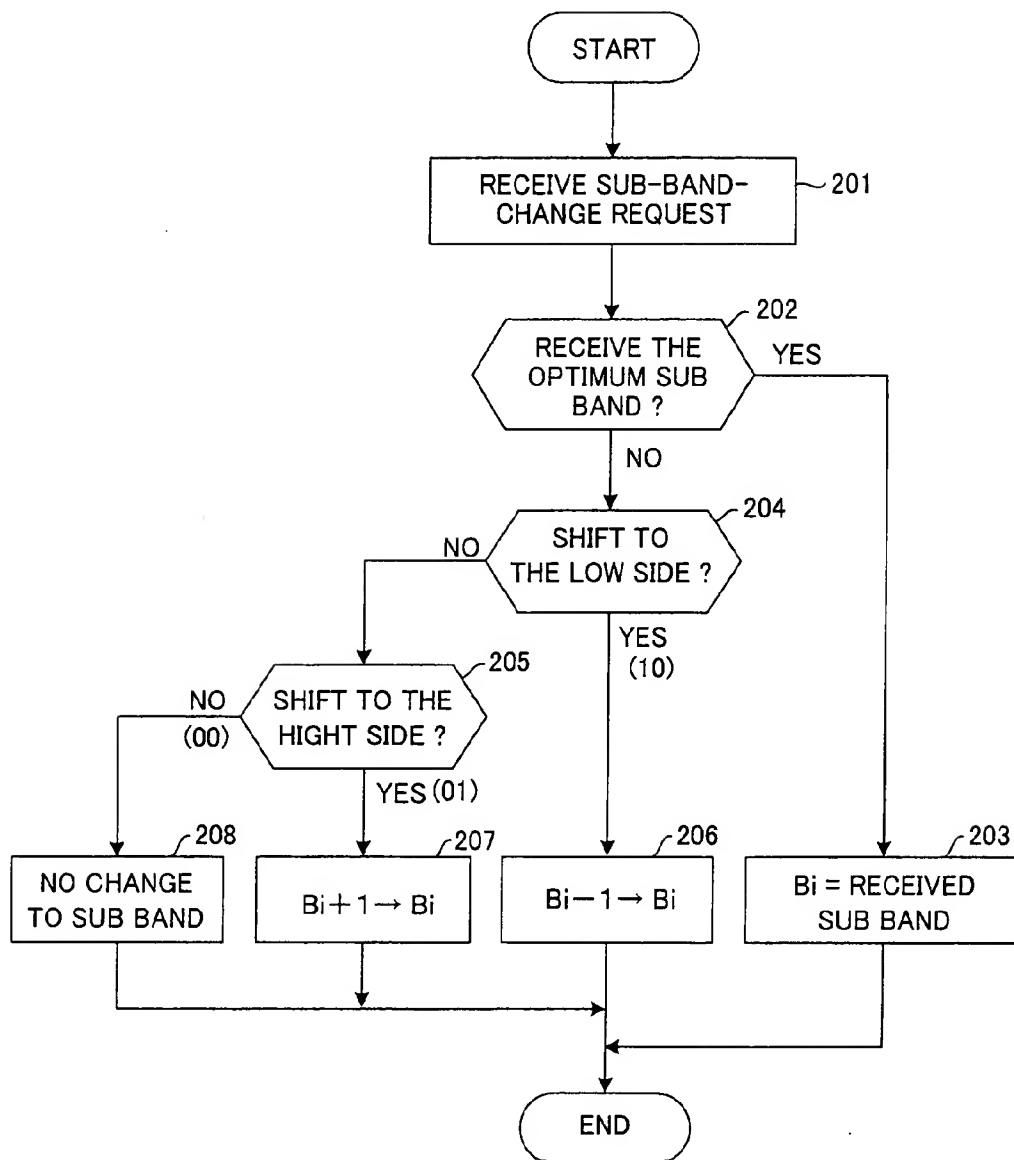 START
RECEIVE SUB-BAND-
CHANGE REQUEST
201
202
RECEIVE THE
OPTIMUM SUB
BAND ?
YES
NO
204
SHIFT TO
THE LOW SIDE ?
NO
YES
(10)
205
SHIFT TO THE
HIGHT SIDE ?
NO
(00)
YES (01)
208
NO CHANGE
TO SUB BAND
207
Bi+1→ Bi
206
Bi−1→ Bi
203
Bi = RECEIVED
SUB BAND
END